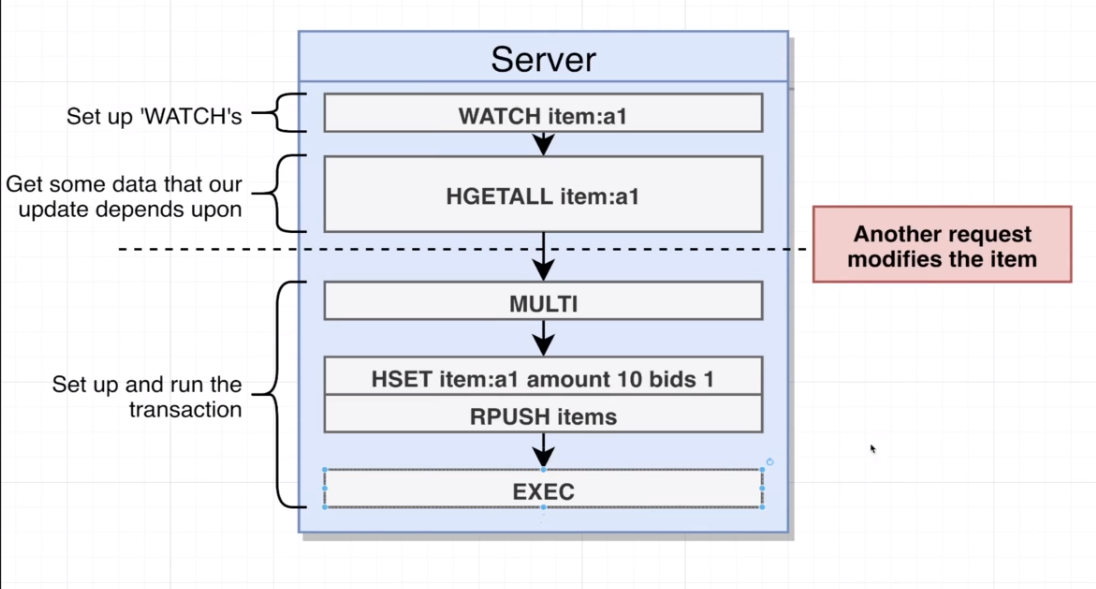 Server
Set up 'WATCH's
WATCH item:a1
Get some data that our
update depends upon
HGETALL item:a1
Another request
modifies the item
MULTI
Set up and run the
transaction
HSET item:a1 amount 10 bids 1
RPUSH items
EXEC